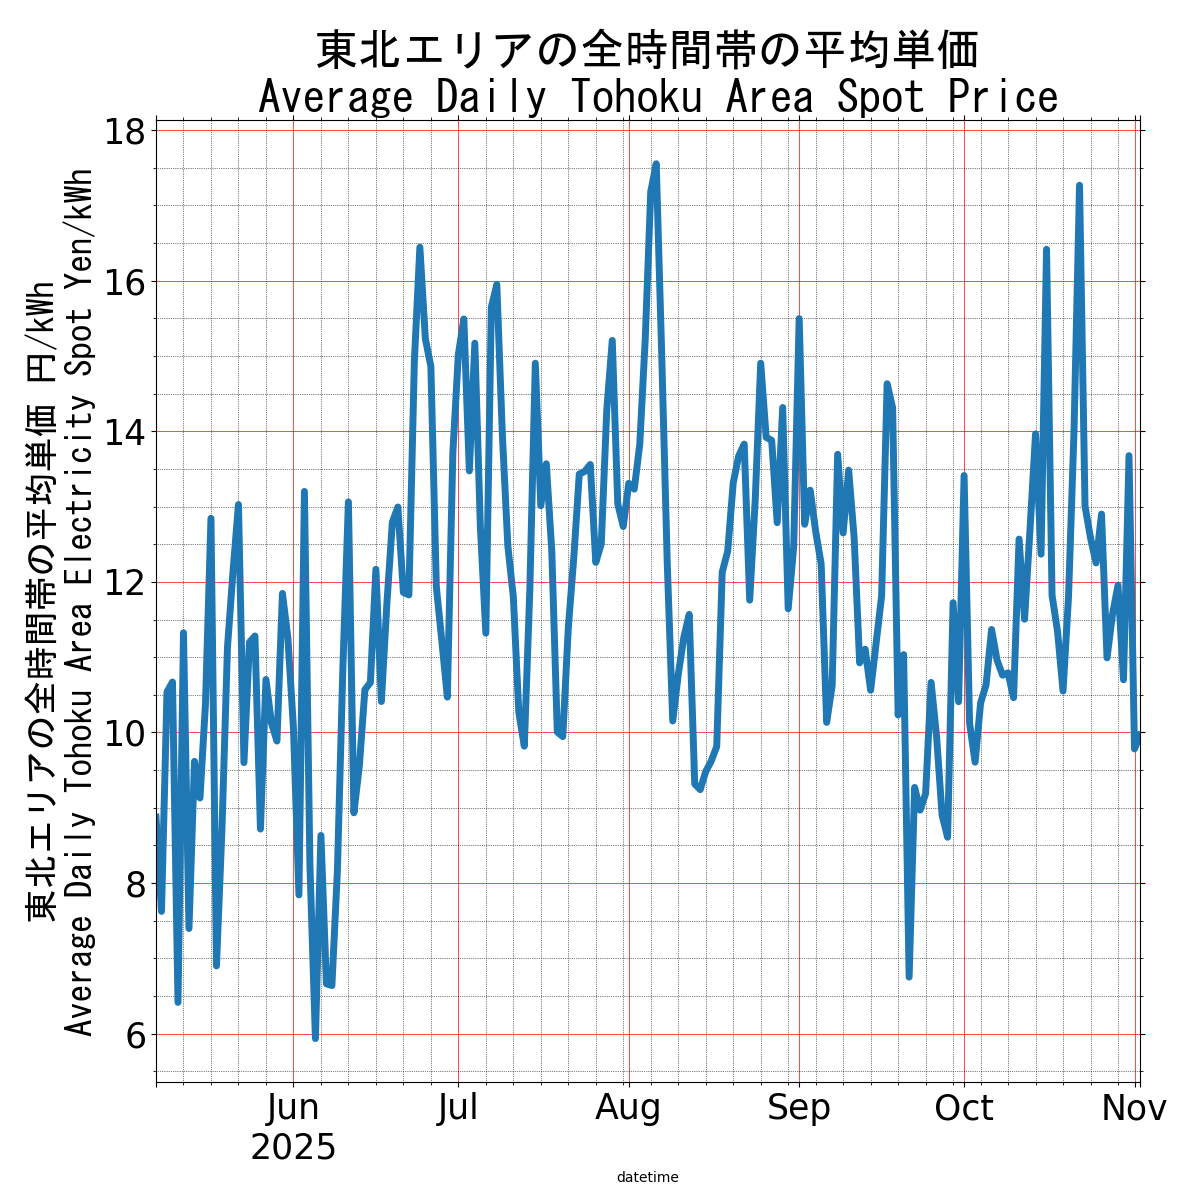 東北エリアの全時間帯の平均単価
Average Daily Tohoku Area Spot Price
東北エリアの全時間帯の平均単価 円/kWh
Average Daily Tohoku Area Electricity Spot Yen/kWh
18
16
14
12
10
8
6
Jun Jul Aug Sep Oct Nov
2025
datetime